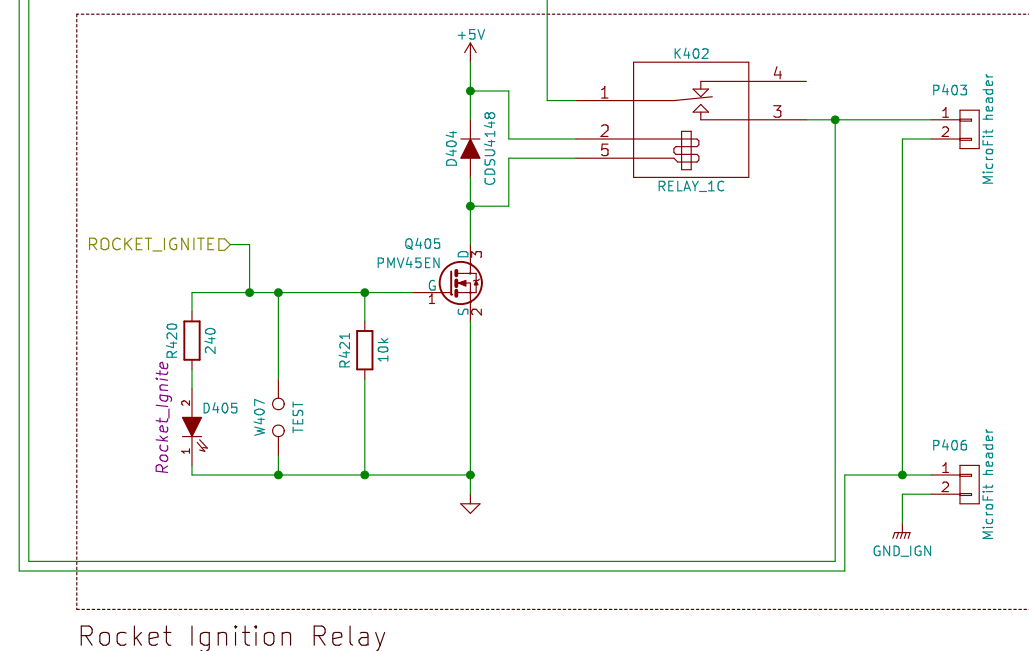 +5V
K402
4
P403
1
1
2
MicroFit header
D404
CDSU4148
2
3
5
RELAY_1C
ROCKET_IGNITE
Q405
PMV45EN
D
3
G
1
S
2
R420
240
R421
10k
Rocket_Ignite
2
D405
1
W407
TEST
P406
1
2
MicroFit header
GND_IGN
Rocket Ignition Relay